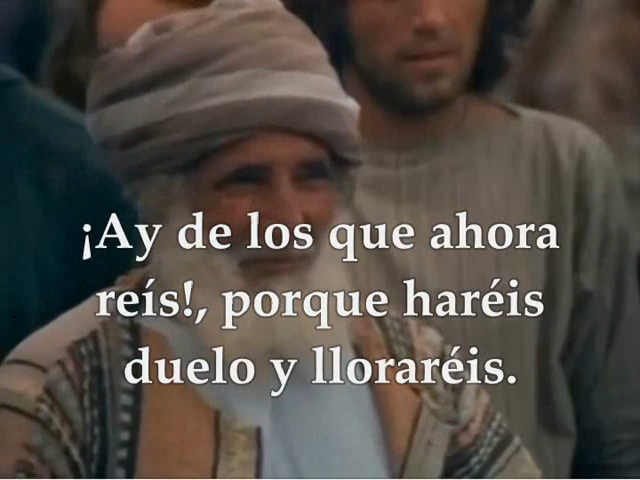 ¡Ay de los que ahora
reís!, porque haréis
duelo y lloraréis.